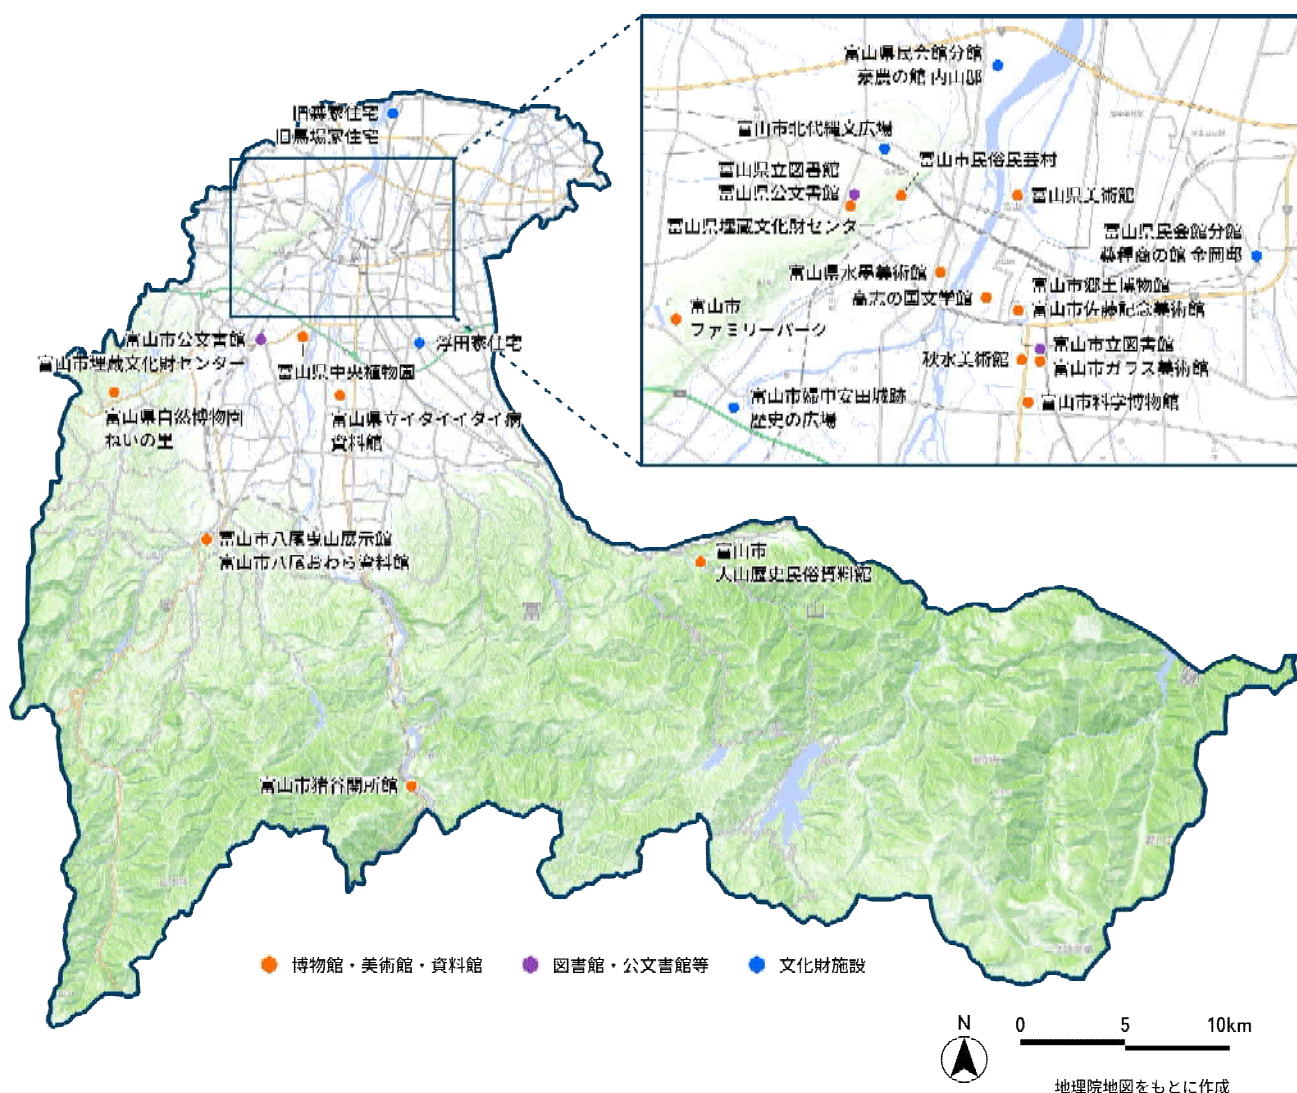 旧森家住宅
旧馬場家住宅
富山市公文書館
富山市埋蔵文化財センター
富山県中央植物園
浮田家住宅
富山県自然博物園
ねいの里
富山県立イタイイタイ病
資料館
富山市八尾曳山展示館
富山市八尾おわら資料館
富山市
大山歴史民俗資料館
富山市猪谷関所館
富
山
富山県民会館分館
豪農の館 内山邸
富山市北代縄文広場
富山市民俗民芸村
富山県立図書館
富山県公文書館
富山県埋蔵文化財センター
富山県美術館
富山県民会館分館
薬種商の館 金岡邸
富山県水墨美術館
高志の国文学館
富山市郷土博物館
富山市佐藤記念美術館
富山市
ファミリーパーク
富山市立図書館
富山市ガラス美術館
秋水美術館
富山市婦中安田城跡
歴史の広場
富山市科学博物館
博物館・美術館・資料館
図書館・公文書館等
文化財施設
N
0 5 10km
地理院地図をもとに作成